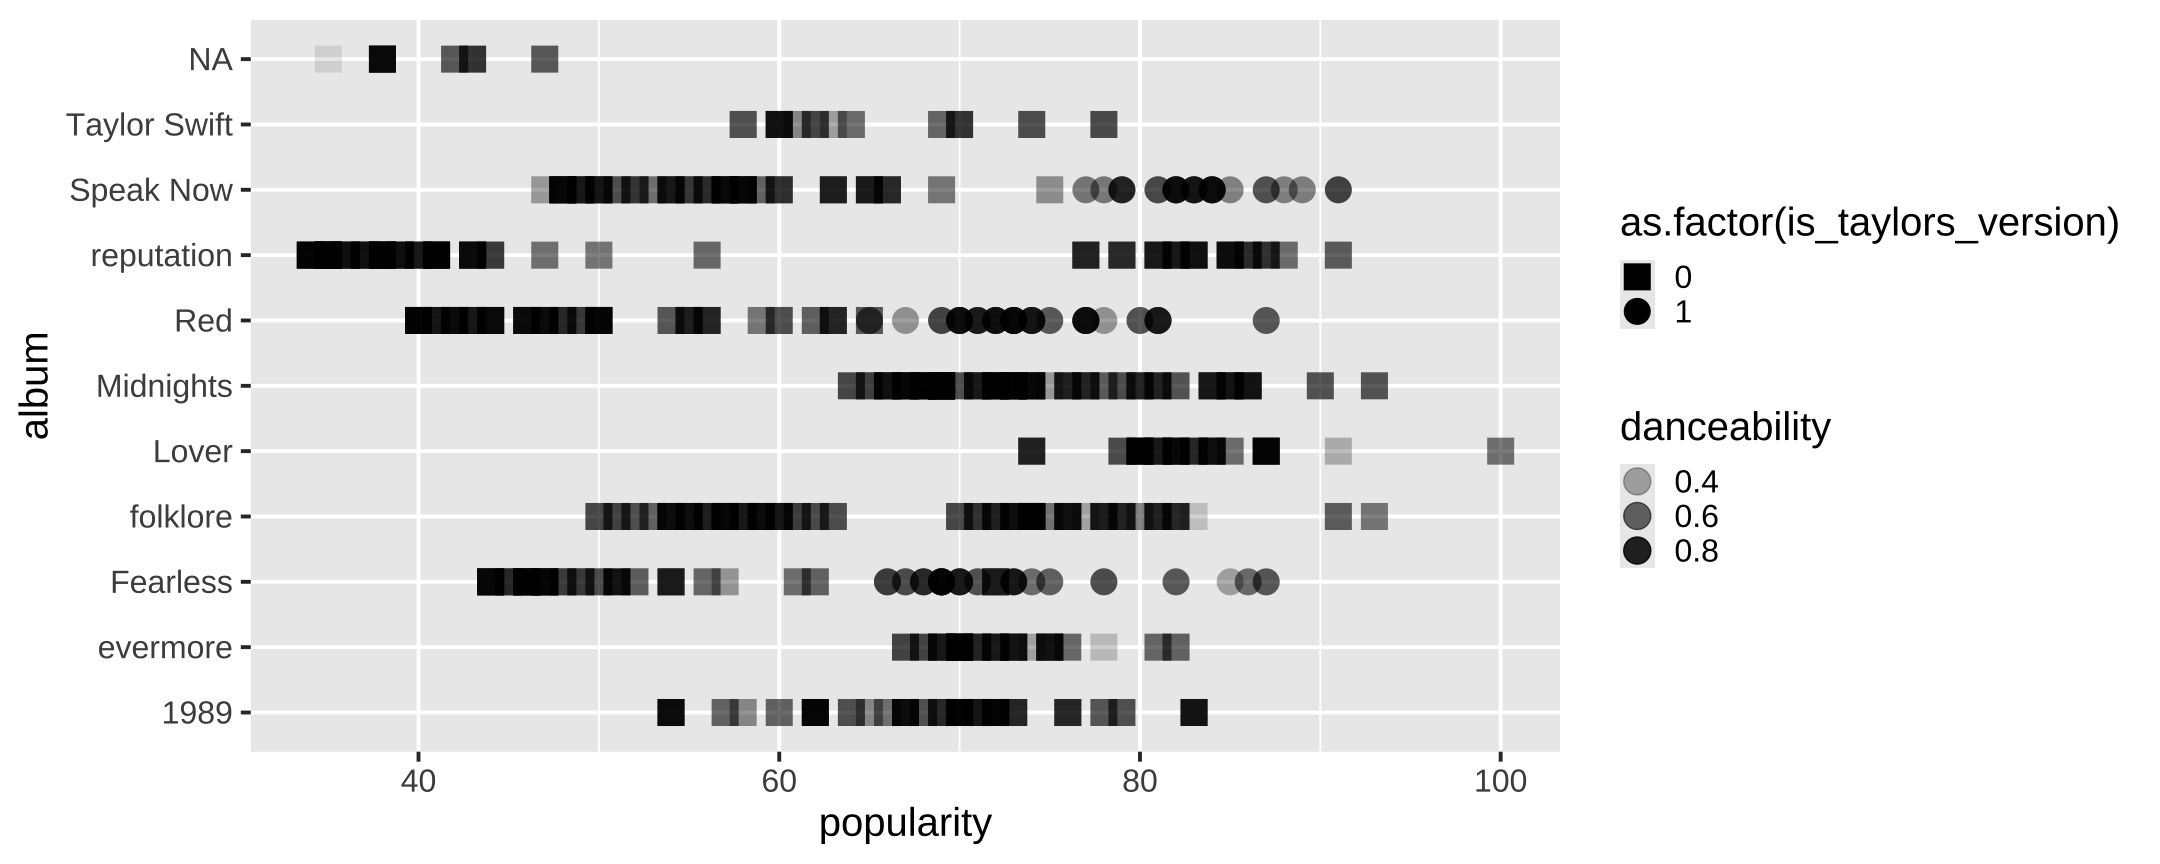 NA
Taylor Swift
Speak Now
reputation
Red
Midnights
Lover
folklore
Fearless
evermore
1989
album
40 60 80 100
popularity
as.factor(is_taylors_version)
0
1
danceability
0.4
0.6
0.8